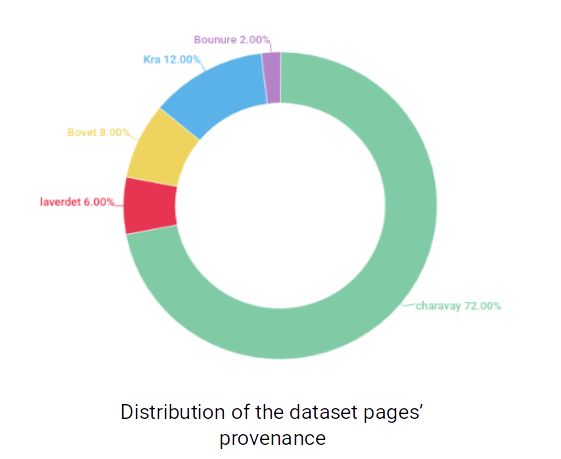 Bounure 2.00%
Kra 12.00%
Bovet 8.00%
laverdet 6.00%
charavay 72.00%
Distribution of the dataset pages’
provenance